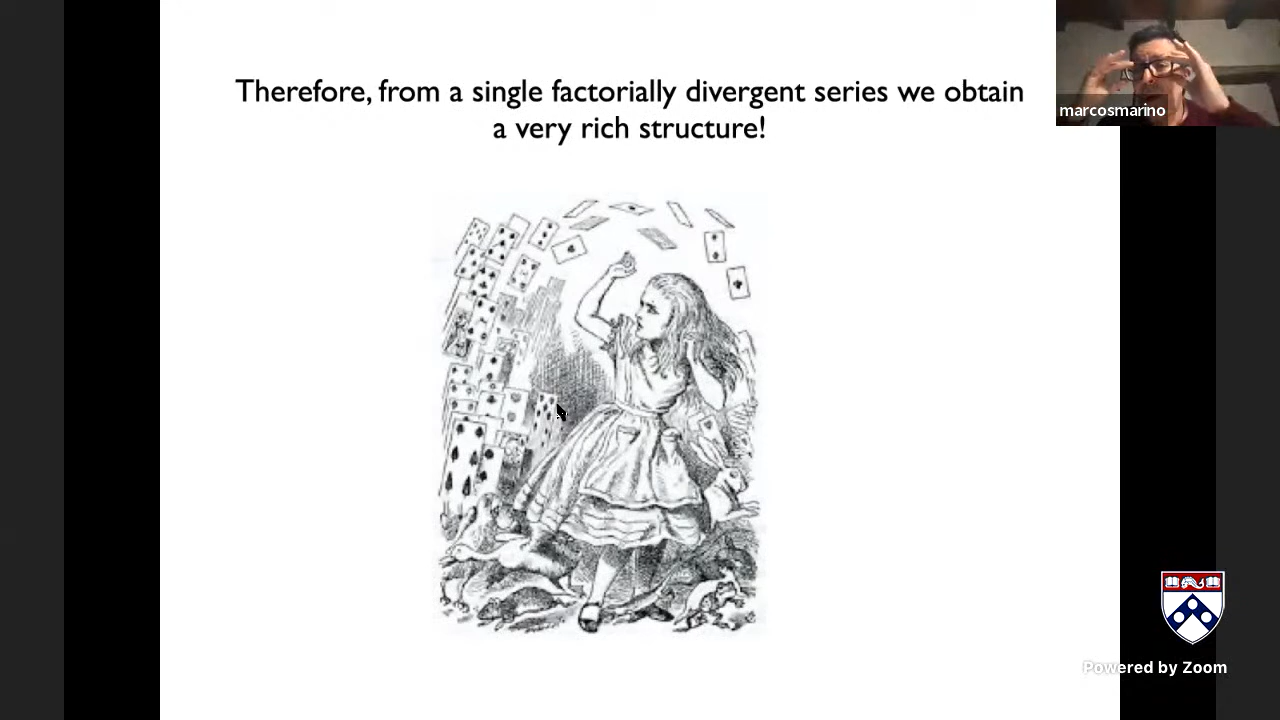 Therefore, from a single factorially divergent series we obtain
a very rich structure!
marcosmarino
Powered by Zoom